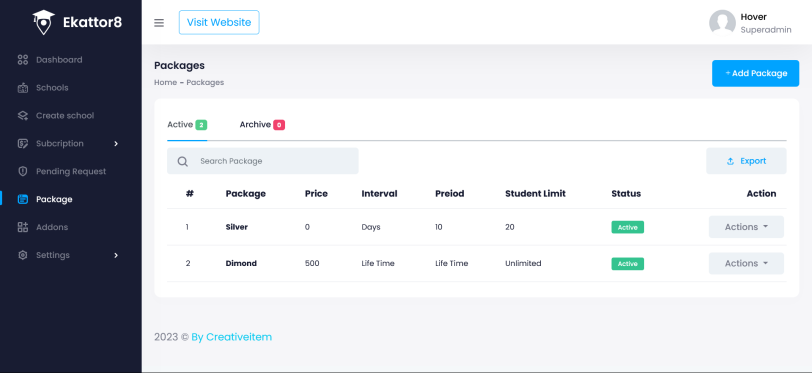 Ekattor8
Dashboard
Schools
Create school
Subcription
Pending Request
Package
Addons
Settings
Visit Website
Hover
Superadmin
Packages
Home - Packages
+ Add Package
Active 2
Archive 0
Search Package
Export
# Package Price Interval Preiod Student Limit Status Action
1 Silver 0 Days 10 20 Active Actions
2 Dimond 500 Life Time Life Time Unlimited Active Actions
2023 © By Creativeitem